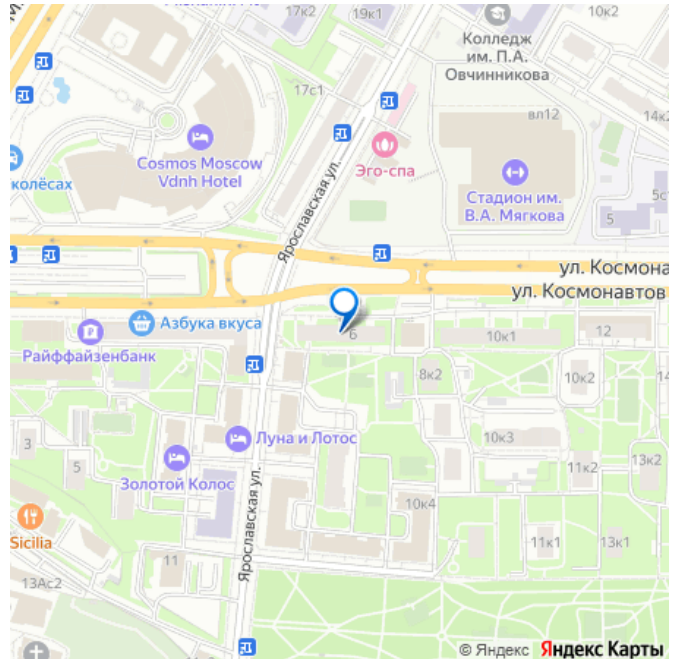 17к2
19к1
10к2
Колледж
им. П.А.
Овчинникова
17с1
вл12
14к2
Cosmos Moscow
Vdnh Hotel
колёсах
Эго-спа
Стадион им.
В.А. Мягкова
5
5с
Ярославская ул.
ул. Космона
ул. Космонавтов
Азбука вкуса
Райффайзенбанк
6
10к1
12
8к2
10к2
14
Луна и Лотос
Золотой Колос
3
5
10к3
11к2
13к2
10к4
Sicilia
Ярославская ул.
11
11к1
13к1
13Ас2
© Яндекс Яндекс Карты